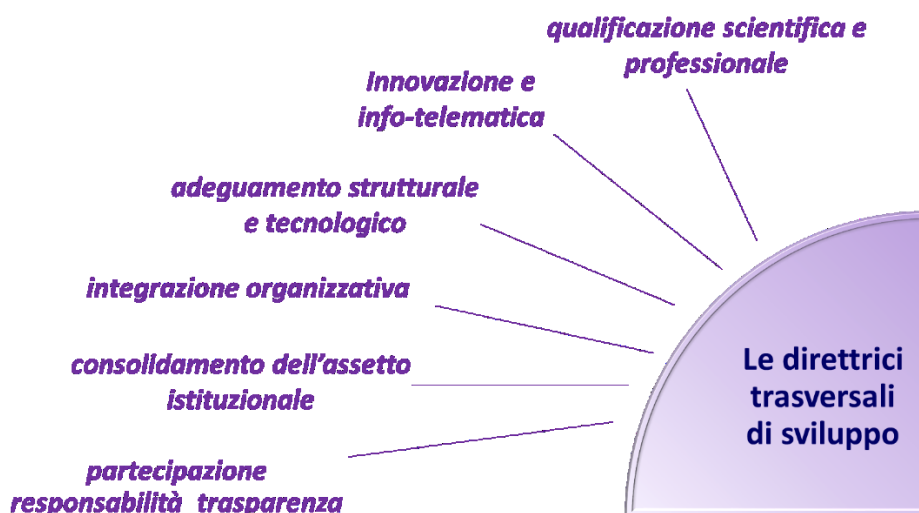 qualificazione scientifica e
professionale
Innovazione e
info-telematica
adeguamento strutturale
e tecnologico
integrazione organizzativa
consolidamento dell'assetto
istituzionale
partecipazione
responsabilità trasparenza
Le direttrici
trasversali
di sviluppo